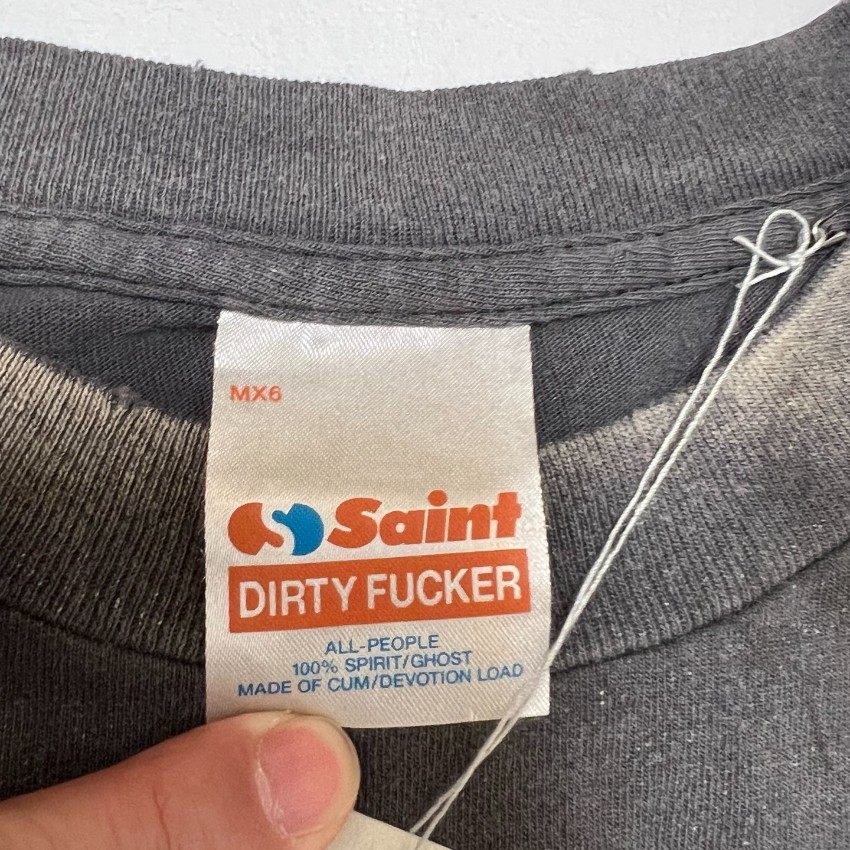 MX6
Saint
DIRTY FUCKER
ALL-PEOPLE
100% SPIRIT/GHOST
MADE OF CUM/DEVOTION LOAD